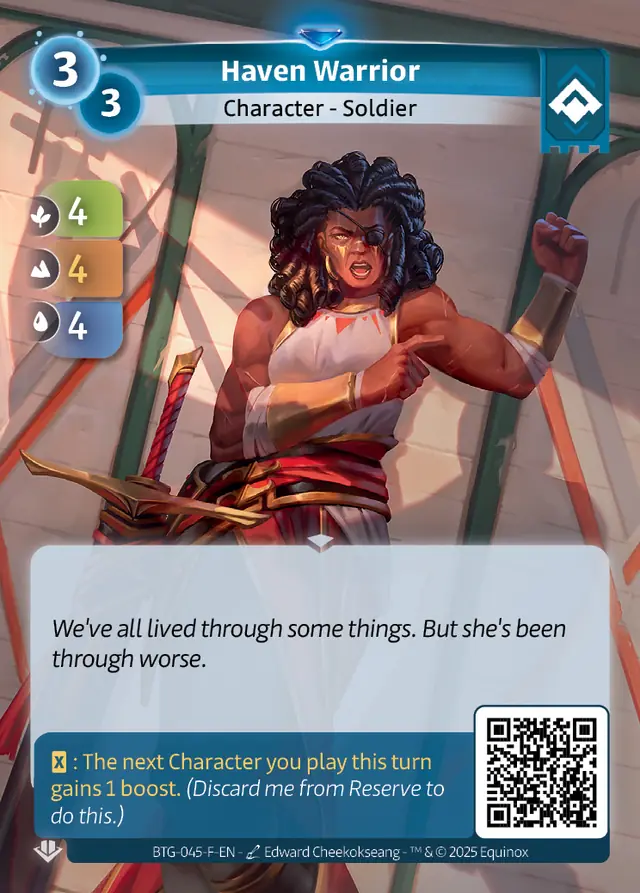 3
3
Haven Warrior
Character - Soldier
4
4
4
We've all lived through some things. But she's been
through worse.
X : The next Character you play this turn
gains 1 boost. (Discard me from Reserve to
do this.)
BTG-045-F-EN - Edward Cheekokseang - ™ & © 2025 Equinox